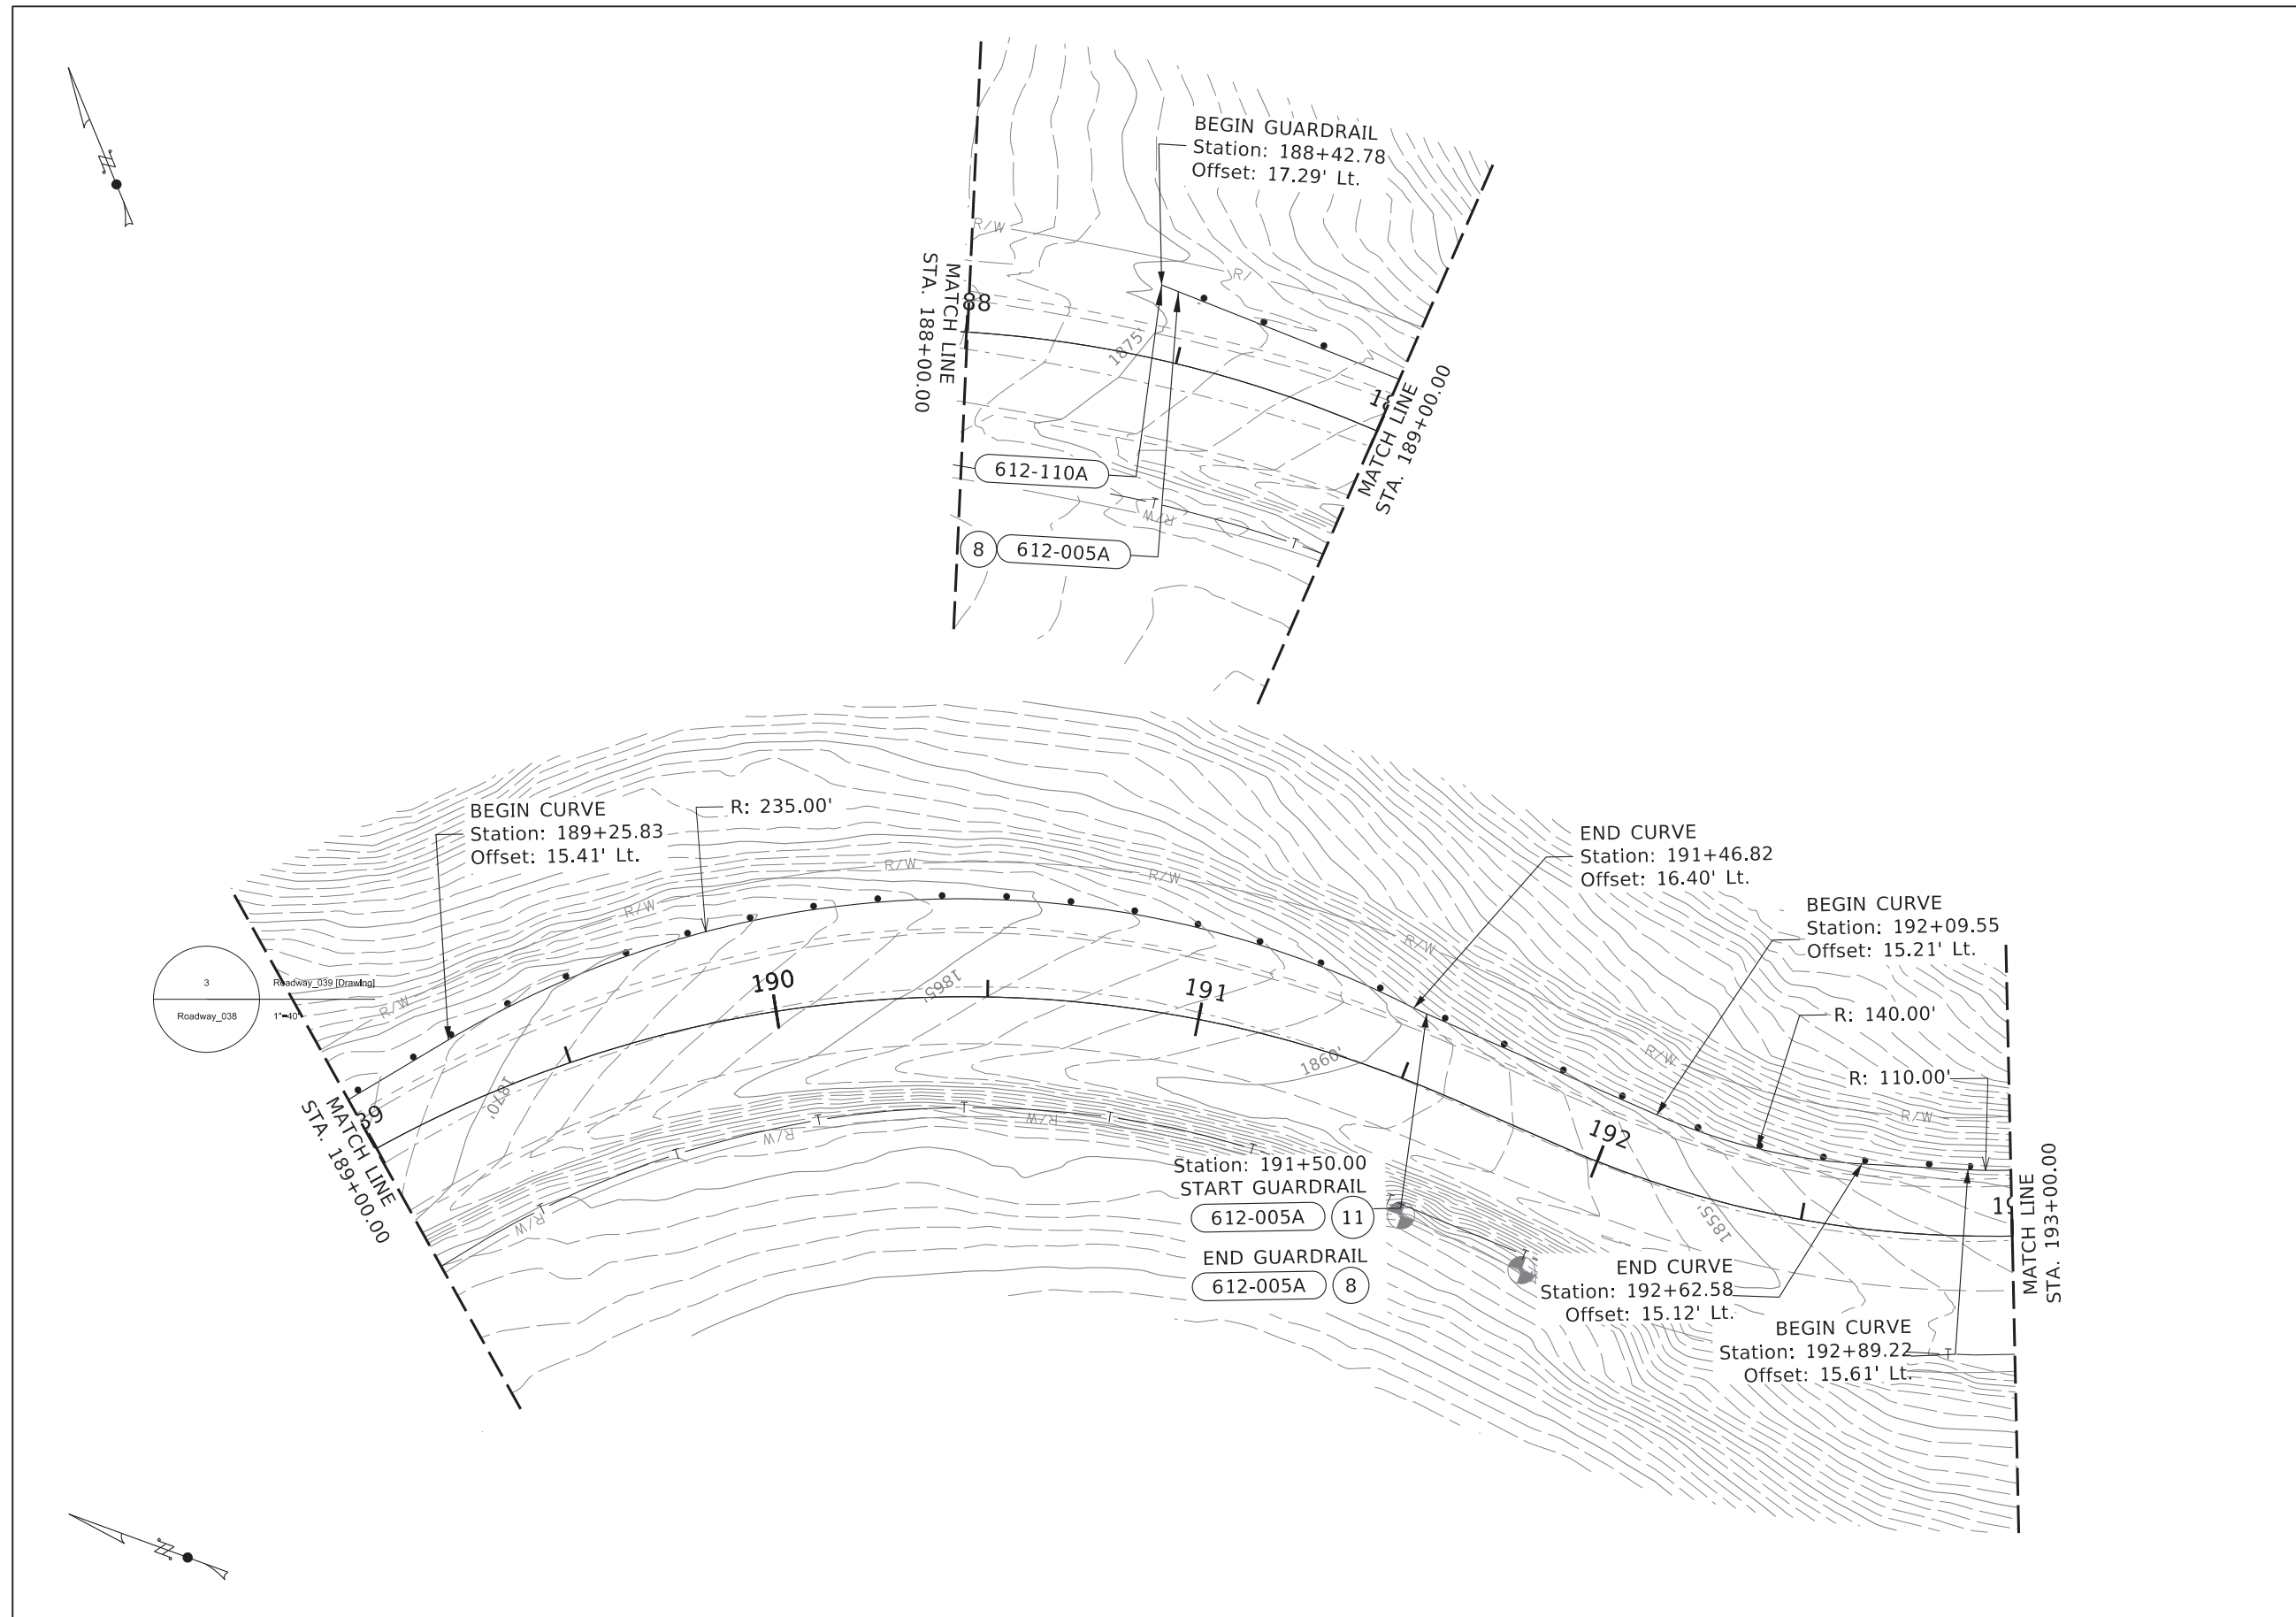 BEGIN GUARDRAIL
Station: 188+42.78
Offset: 17.29' Lt.
R/W
R/
MATCH LINE
STA. 188+00.00
88
1875'
18
MATCH LINE
STA. 189+00.00
612-110A
T
R/W
8
612-005A
T
BEGIN CURVE
Station: 189+25.83
Offset: 15.41' Lt.
R: 235.00'
END CURVE
Station: 191+46.82
Offset: 16.40' Lt.
BEGIN CURVE
Station: 192+09.55
Offset: 15.21' Lt.
R: 140.00'
R: 110.00'
R/W
R/W
R/W
R/W
R/W
R/W
R/W
3
Roadway_039 [Drawing]
Roadway_038
1"=40'
190
191
192
19
39
1865'
1860'
1870'
1855'
MATCH LINE
STA. 189+00.00
T
T
T
T
T
T
R/W
R/W
R/W
Station: 191+50.00
START GUARDRAIL
612-005A
11
END GUARDRAIL
612-005A
8
T
T
END CURVE
Station: 192+62.58
Offset: 15.12' Lt.
BEGIN CURVE
Station: 192+89.22
Offset: 15.61' Lt.
T
MATCH LINE
STA. 193+00.00